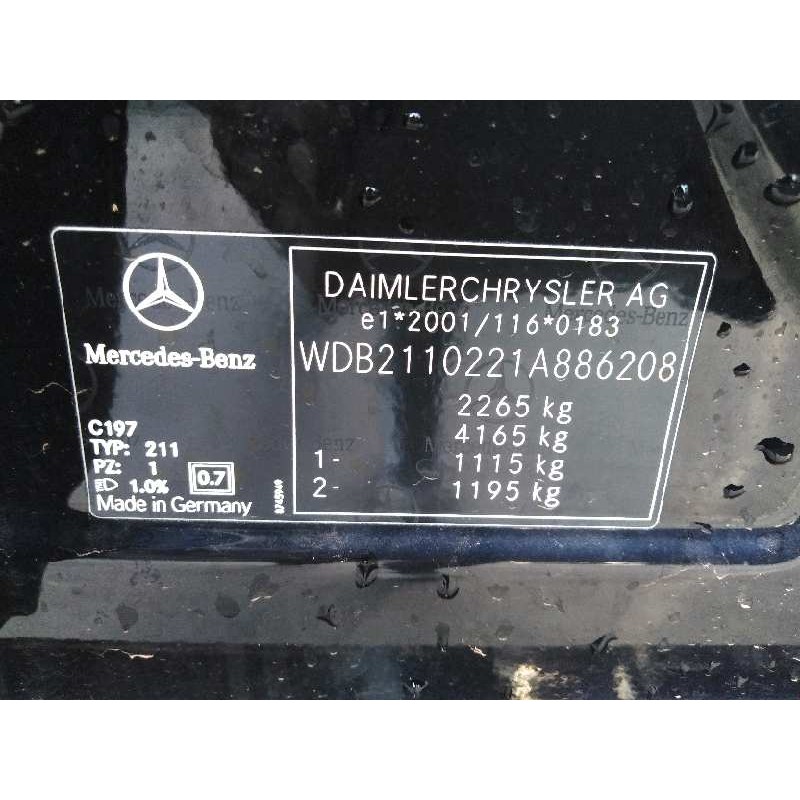 Mercedes-Benz
C197
TYP: 211
PZ: 1
1.0%
0.7
Made in Germany
DAIMLERCHRYSLER AG
e1*2001/116*0183
WDB2110221A886208
2265 kg
4165 kg
1- 1115 kg
2- 1195 kg